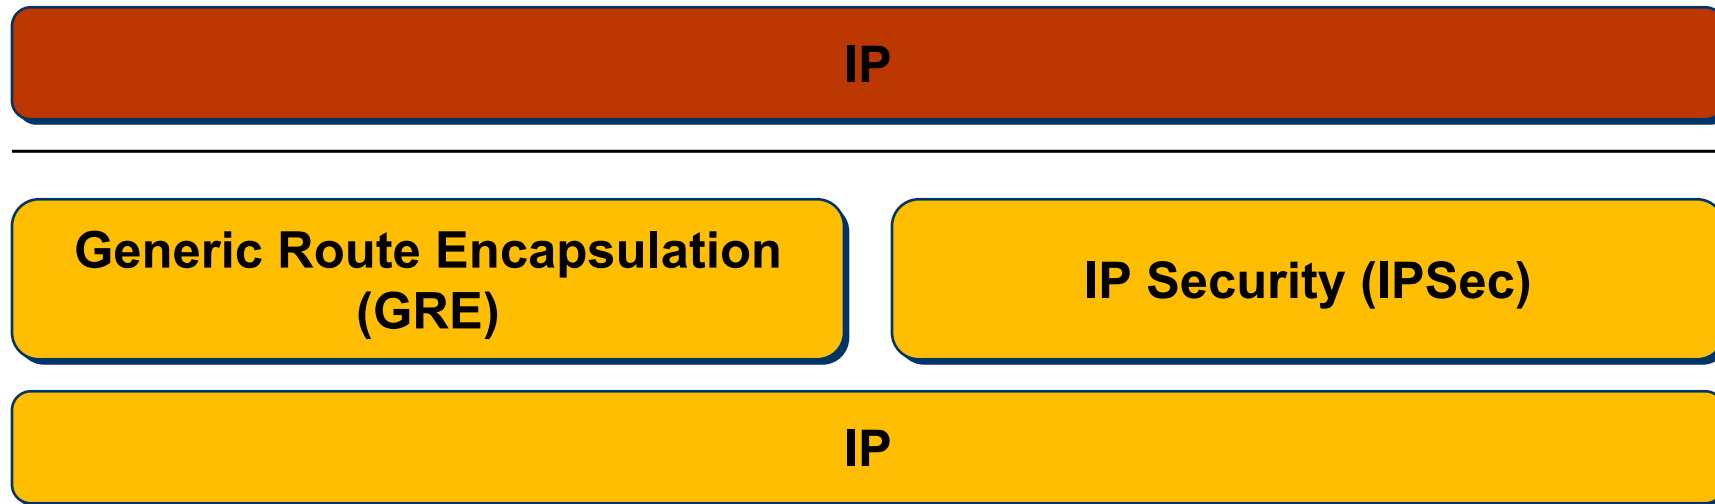 IP
Generic Route Encapsulation
(GRE)
IP Security (IPSec)
IP